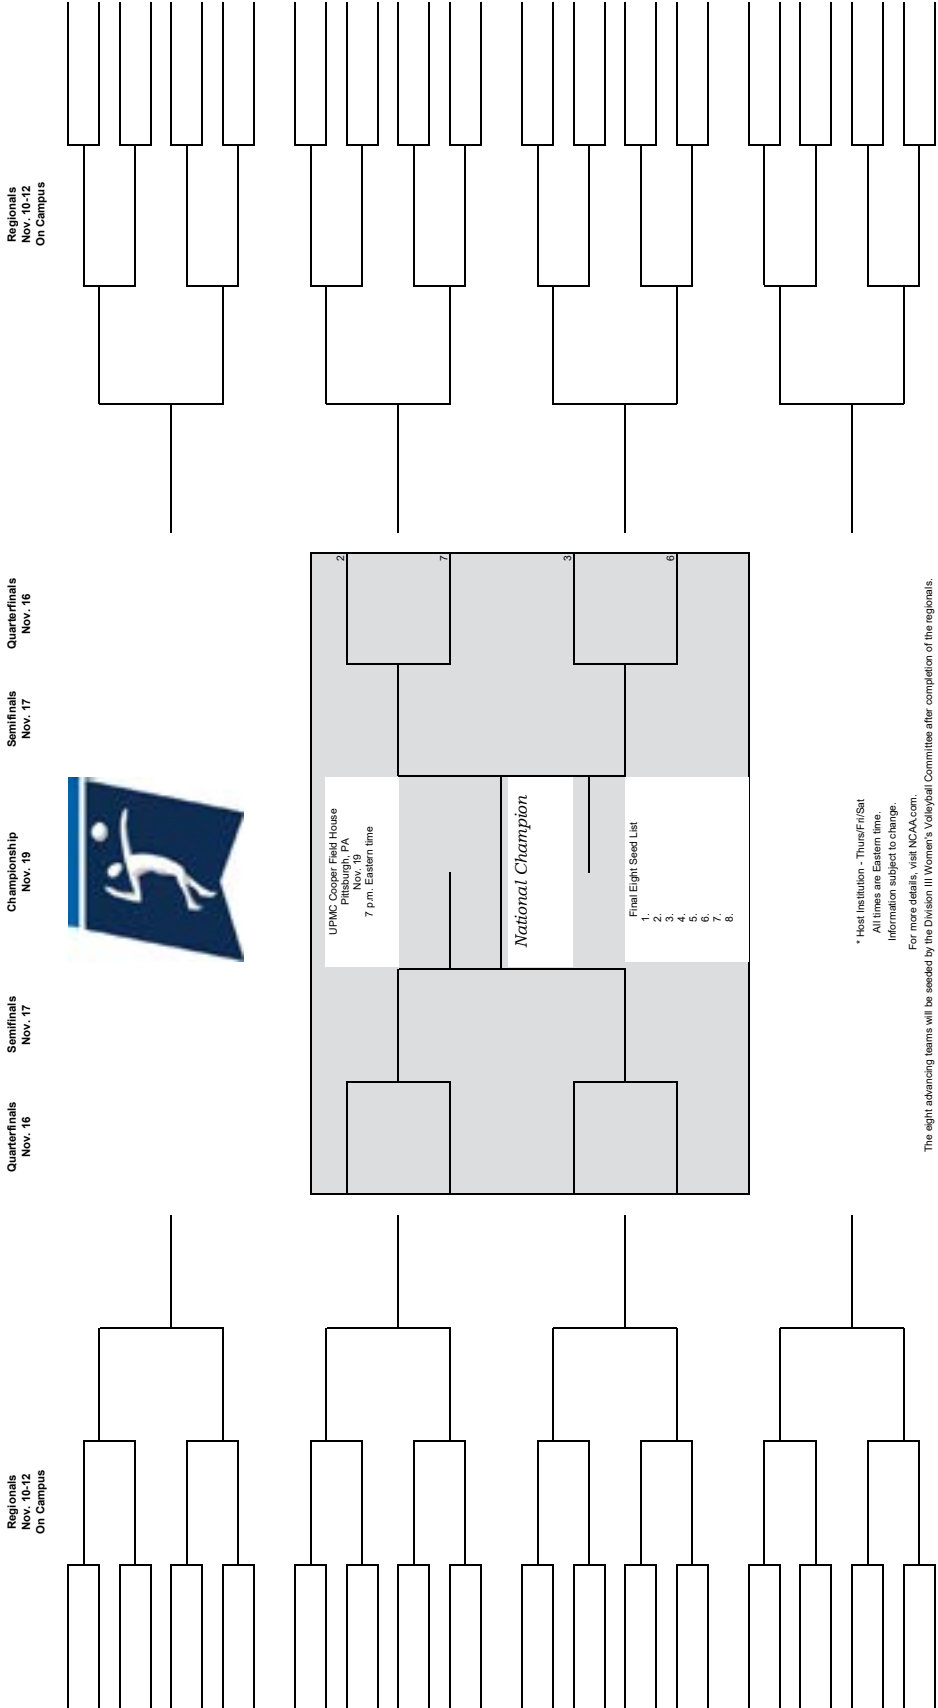 Regionals
Nov. 10-12
On Campus
Quarterfinals
Nov. 16
Semifinals
Nov. 17
Championship
Nov. 19
Semifinals
Nov. 17
Quarterfinals
Nov. 16
Regionals
Nov. 10-12
On Campus
2
7
3
6
UPMC Cooper Field House
Pittsburgh, PA
Nov. 19
7 p.m. Eastern time
National Champion
Final Eight Seed List
1.
2.
3.
4.
5.
6.
7.
8.
* Host Institution - Thurs/Fri/Sat
All times are Eastern time.
Information subject to change.
For more details, visit NCAA.com.
The eight advancing teams will be seeded by the Division III Women's Volleyball Committee after completion of the regionals.